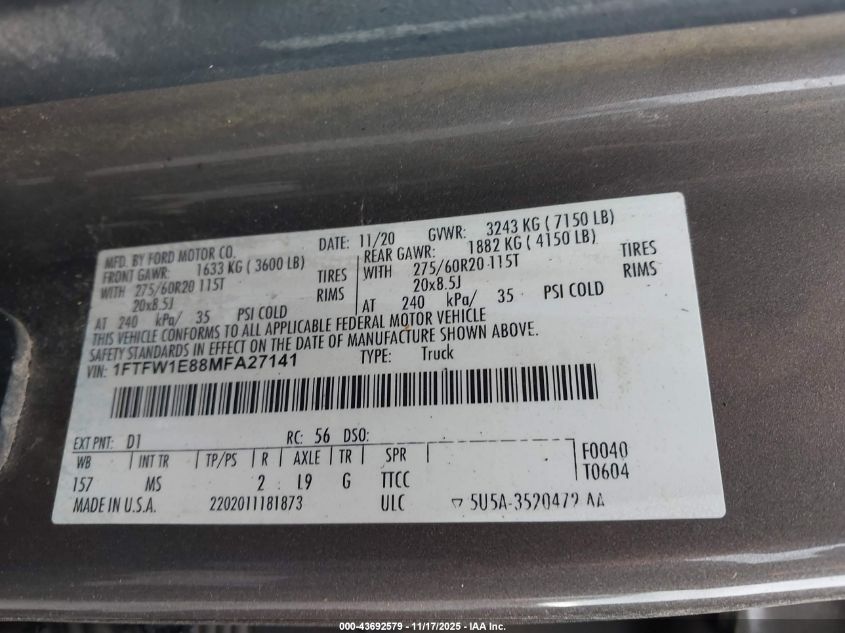 MFD. BY FORD MOTOR CO. DATE: 11/20 GVWR: 3243 KG ( 7150 LB)
FRONT GAWR: 1633 KG ( 3600 LB) REAR GAWR: 1882 KG ( 4150 LB)
WITH 275/60R20 115T TIRES WITH 275/60R20 115T TIRES
20x8.5J RIMS 20x8.5J RIMS
AT 240 kPa/ 35 PSI COLD AT 240 kPa/ 35 PSI COLD
THIS VEHICLE CONFORMS TO ALL APPLICABLE FEDERAL MOTOR VEHICLE
SAFETY STANDARDS IN EFFECT ON THE DATE OF MANUFACTURE SHOWN ABOVE.
VIN: 1FTFW1E88MFA27141 TYPE: Truck
EXT PNT: D1 RC: 56 DSO:
WB INT TR TP/PS R AXLE TR SPR F0040
157 MS 2 L9 G TTCC T0604
MADE IN U.S.A. 2202011181873 ULC 5U5A-3520472 AA
000-43692579 — 11/17/2025 — IAA Inc.